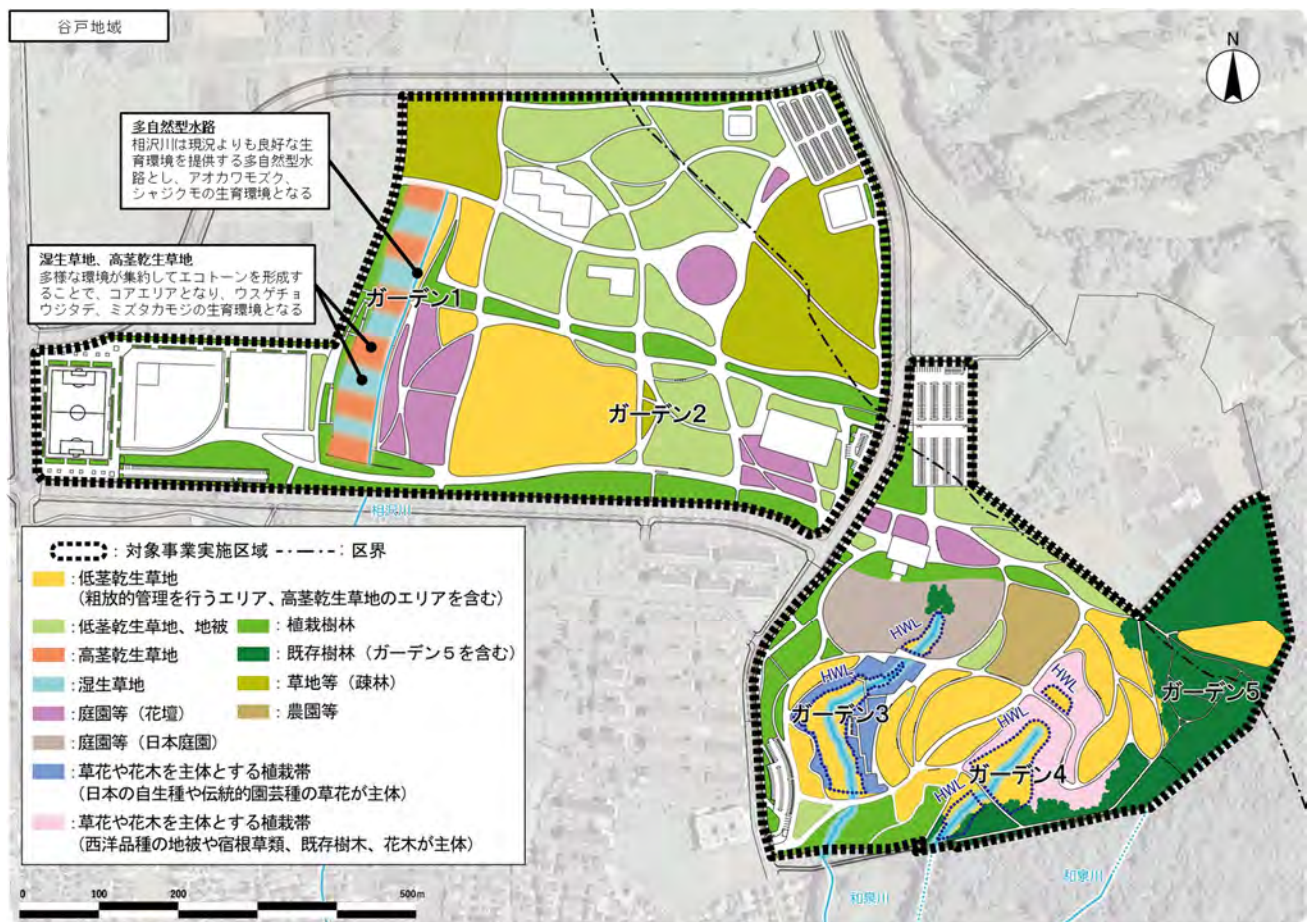 谷戸地域
N
多自然型水路
相沢川は現況よりも良好な生
育環境を提供する多自然型水
路とし、アオカワモズク、
シャジクモの生育環境となる
湿生草地、高茎乾生草地
多様な環境が集約してエコトーンを形成す
ることで、コアエリアとなり、ウスゲチョ
ウジタデ、ミズタカモジの生育環境となる
ガーデン1
ガーデン2
相沢川
HWL
HWL
HWL
HWL
HWL
ガーデン3
ガーデン4
ガーデン5
和泉川
和泉川
：対象事業実施区域
：区界
：低茎乾生草地
（粗放的管理を行うエリア、高茎乾生草地のエリアを含む）
：低茎乾生草地、地被
：植栽樹林
：高茎乾生草地
：既存樹林（ガーデン５を含む）
：湿生草地
：草地等（疎林）
：庭園等（花壇）
：農園等
：庭園等（日本庭園）
：草花や花木を主体とする植栽帯
（日本の自生種や伝統的園芸種の草花が主体）
：草花や花木を主体とする植栽帯
（西洋品種の地被や宿根草類、既存樹木、花木が主体）
0 100 200 500m